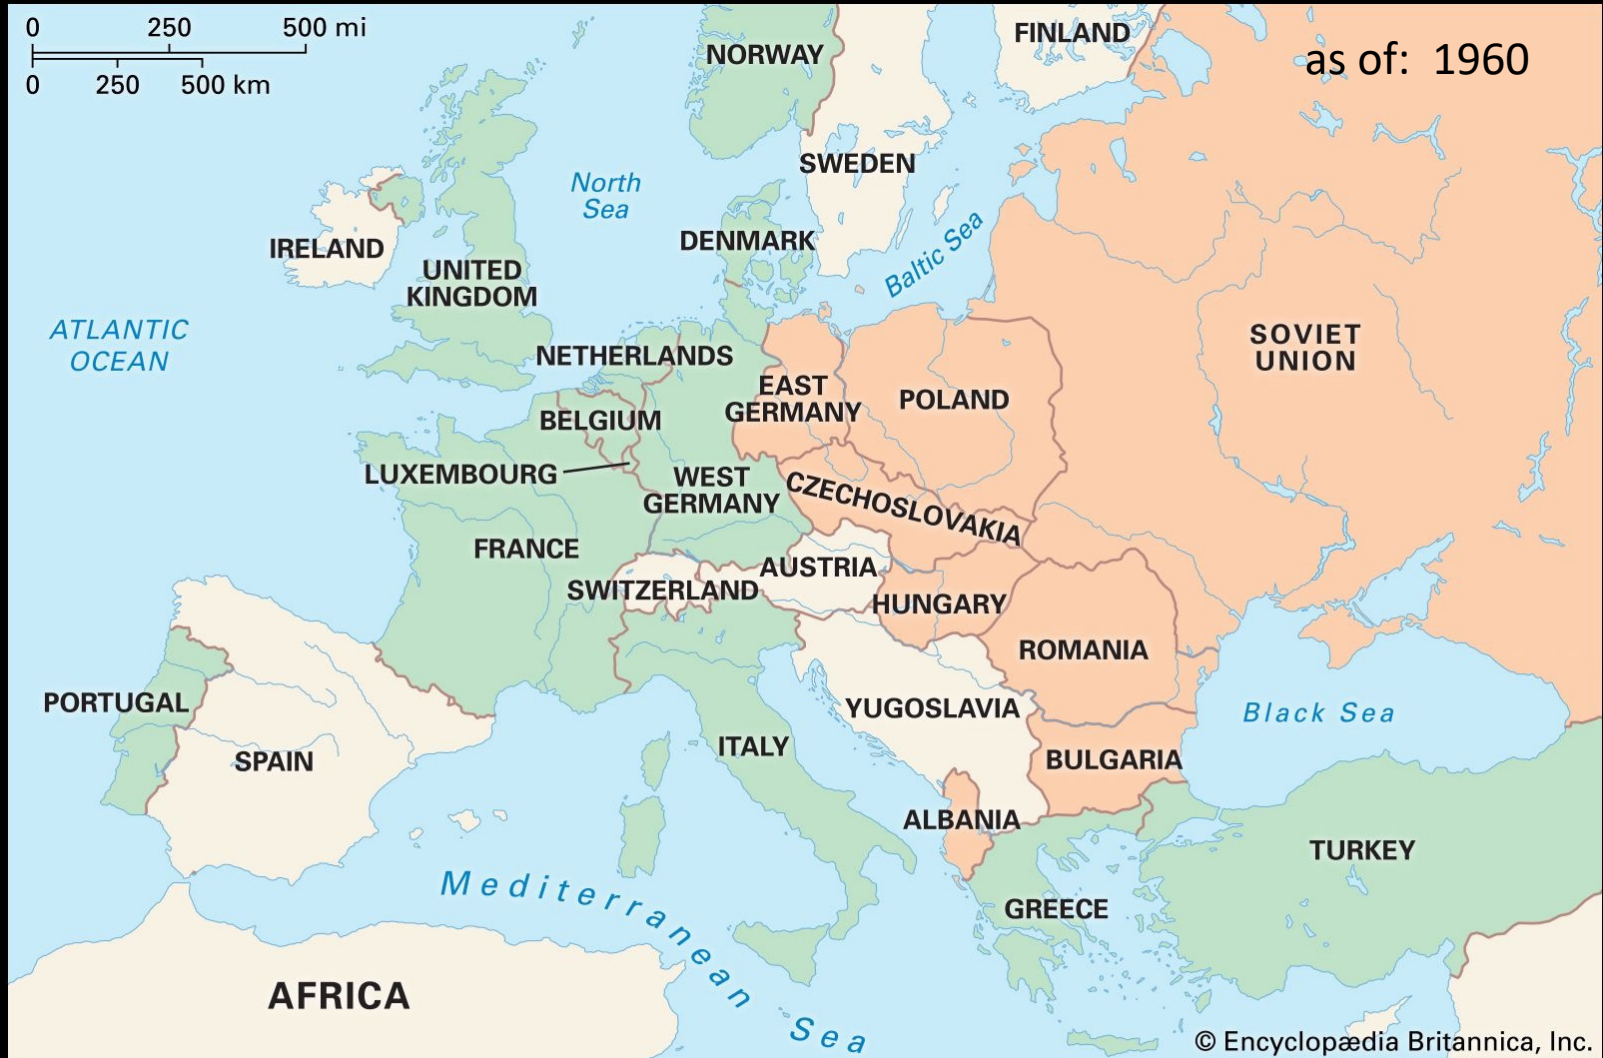 0 250 500 mi
0 250 500 km
as of: 1960
NORWAY
FINLAND
SWEDEN
North
Sea
IRELAND
DENMARK
Baltic Sea
UNITED
KINGDOM
ATLANTIC
OCEAN
NETHERLANDS
SOVIET
UNION
EAST
GERMANY
POLAND
BELGIUM
LUXEMBOURG
WEST
GERMANY
CZECHOSLOVAKIA
FRANCE
AUSTRIA
SWITZERLAND
HUNGARY
ROMANIA
PORTUGAL
YUGOSLAVIA
Black Sea
SPAIN
ITALY
BULGARIA
ALBANIA
TURKEY
Mediterranean Sea
GREECE
AFRICA
© Encyclopædia Britannica, Inc.